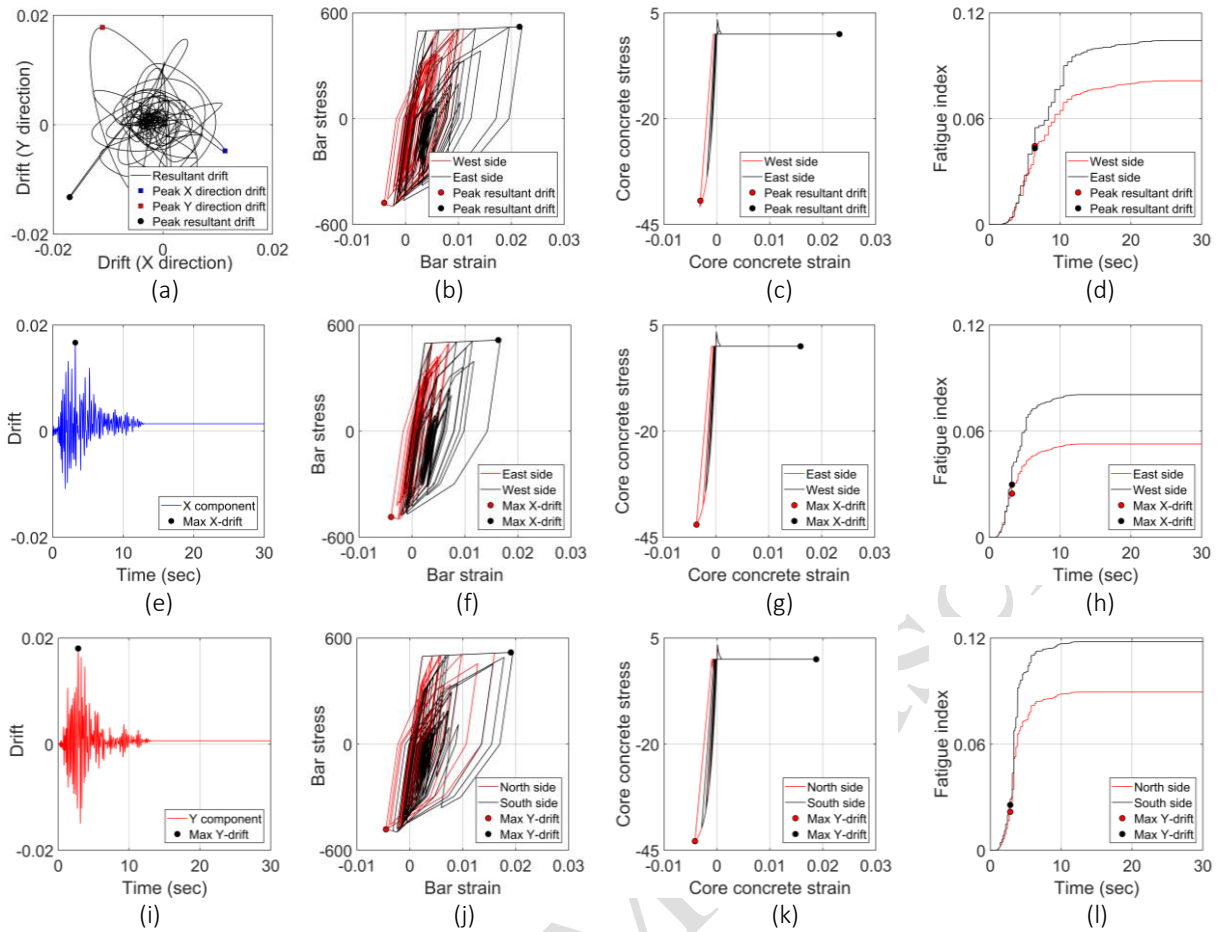 0.02
0
-0.02
-0.02
0
0.02
Drift (Y direction)
Drift (X direction)
Resultant drift
Peak X direction drift
Peak Y direction drift
Peak resultant drift
(a)
600
0
-600
-0.01
0
0.01
0.02
0.03
Bar stress
Bar strain
West side
East side
Peak resultant drift
Peak resultant drift
(b)
5
-20
-45
-0.01
0
0.01
0.02
0.03
Core concrete stress
Core concrete strain
West side
East side
Peak resultant drift
Peak resultant drift
(c)
0.12
0.06
0
0
10
20
30
Fatigue index
Time (sec)
West side
East side
Peak resultant drift
Peak resultant drift
(d)
0.02
0
-0.02
0
10
20
30
Drift
Time (sec)
X component
Max X-drift
(e)
600
0
-600
-0.01
0
0.01
0.02
0.03
Bar stress
Bar strain
East side
West side
Max X-drift
Max X-drift
(f)
5
-20
-45
-0.01
0
0.01
0.02
0.03
Core concrete stress
Core concrete strain
East side
West side
Max X-drift
Max X-drift
(g)
0.12
0.06
0
0
10
20
30
Fatigue index
Time (sec)
East side
West side
Max X-drift
Max X-drift
(h)
0.02
0
-0.02
0
10
20
30
Drift
Time (sec)
Y component
Max Y-drift
(i)
600
0
-600
-0.01
0
0.01
0.02
0.03
Bar stress
Bar strain
North side
South side
Max Y-drift
Max Y-drift
(j)
5
-20
-45
-0.01
0
0.01
0.02
0.03
Core concrete stress
Core concrete strain
North side
South side
Max Y-drift
Max Y-drift
(k)
0.12
0.06
0
0
10
20
30
Fatigue index
Time (sec)
North side
South side
Max Y-drift
Max Y-drift
(l)